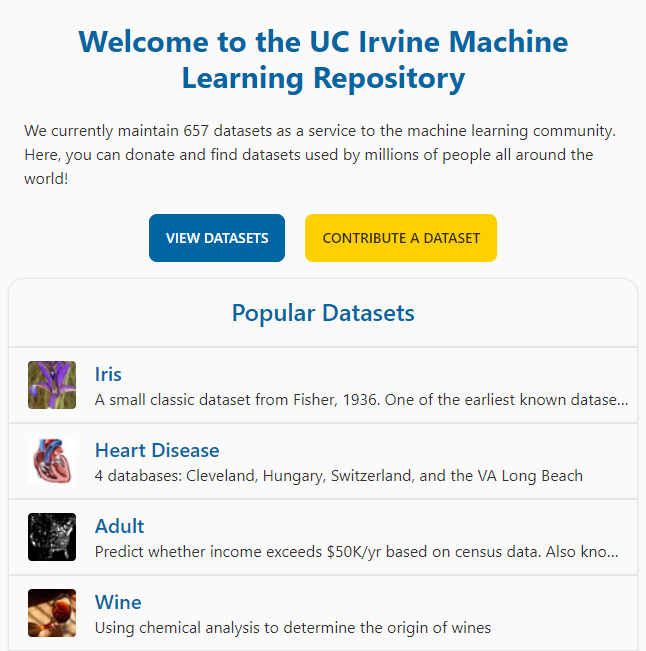 Welcome to the UC Irvine Machine
Learning Repository
We currently maintain 657 datasets as a service to the machine learning community.
Here, you can donate and find datasets used by millions of people all around the
world!
VIEW DATASETS
CONTRIBUTE A DATASET
Popular Datasets
Iris
A small classic dataset from Fisher, 1936. One of the earliest known datase...
Heart Disease
4 databases: Cleveland, Hungary, Switzerland, and the VA Long Beach
Adult
Predict whether income exceeds $50K/yr based on census data. Also kno...
Wine
Using chemical analysis to determine the origin of wines